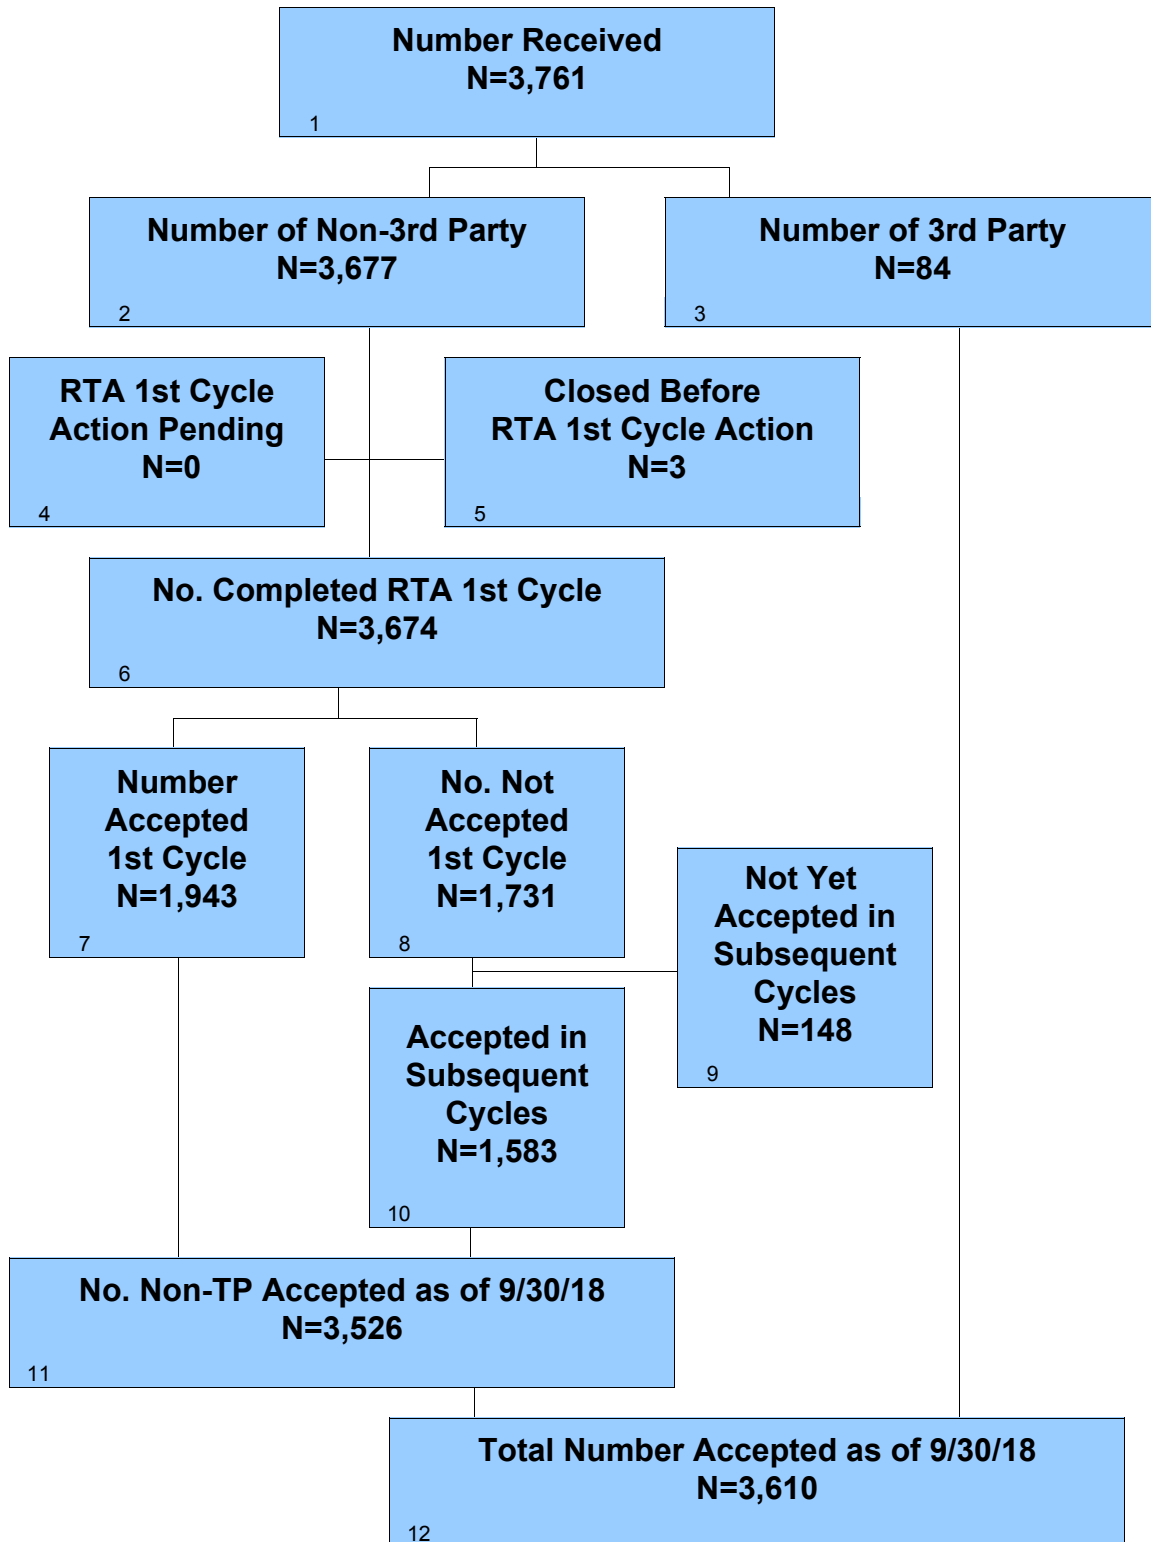 Number Received
N=3,761
1
Number of Non-3rd Party
N=3,677
2
Number of 3rd Party
N=84
3
RTA 1st Cycle
Action Pending
N=0
4
Closed Before
RTA 1st Cycle Action
N=3
5
No. Completed RTA 1st Cycle
N=3,674
6
Number
Accepted
1st Cycle
N=1,943
7
No. Not
Accepted
1st Cycle
N=1,731
8
Not Yet
Accepted in
Subsequent
Cycles
N=148
9
Accepted in
Subsequent
Cycles
N=1,583
10
No. Non-TP Accepted as of 9/30/18
N=3,526
11
Total Number Accepted as of 9/30/18
N=3,610
12